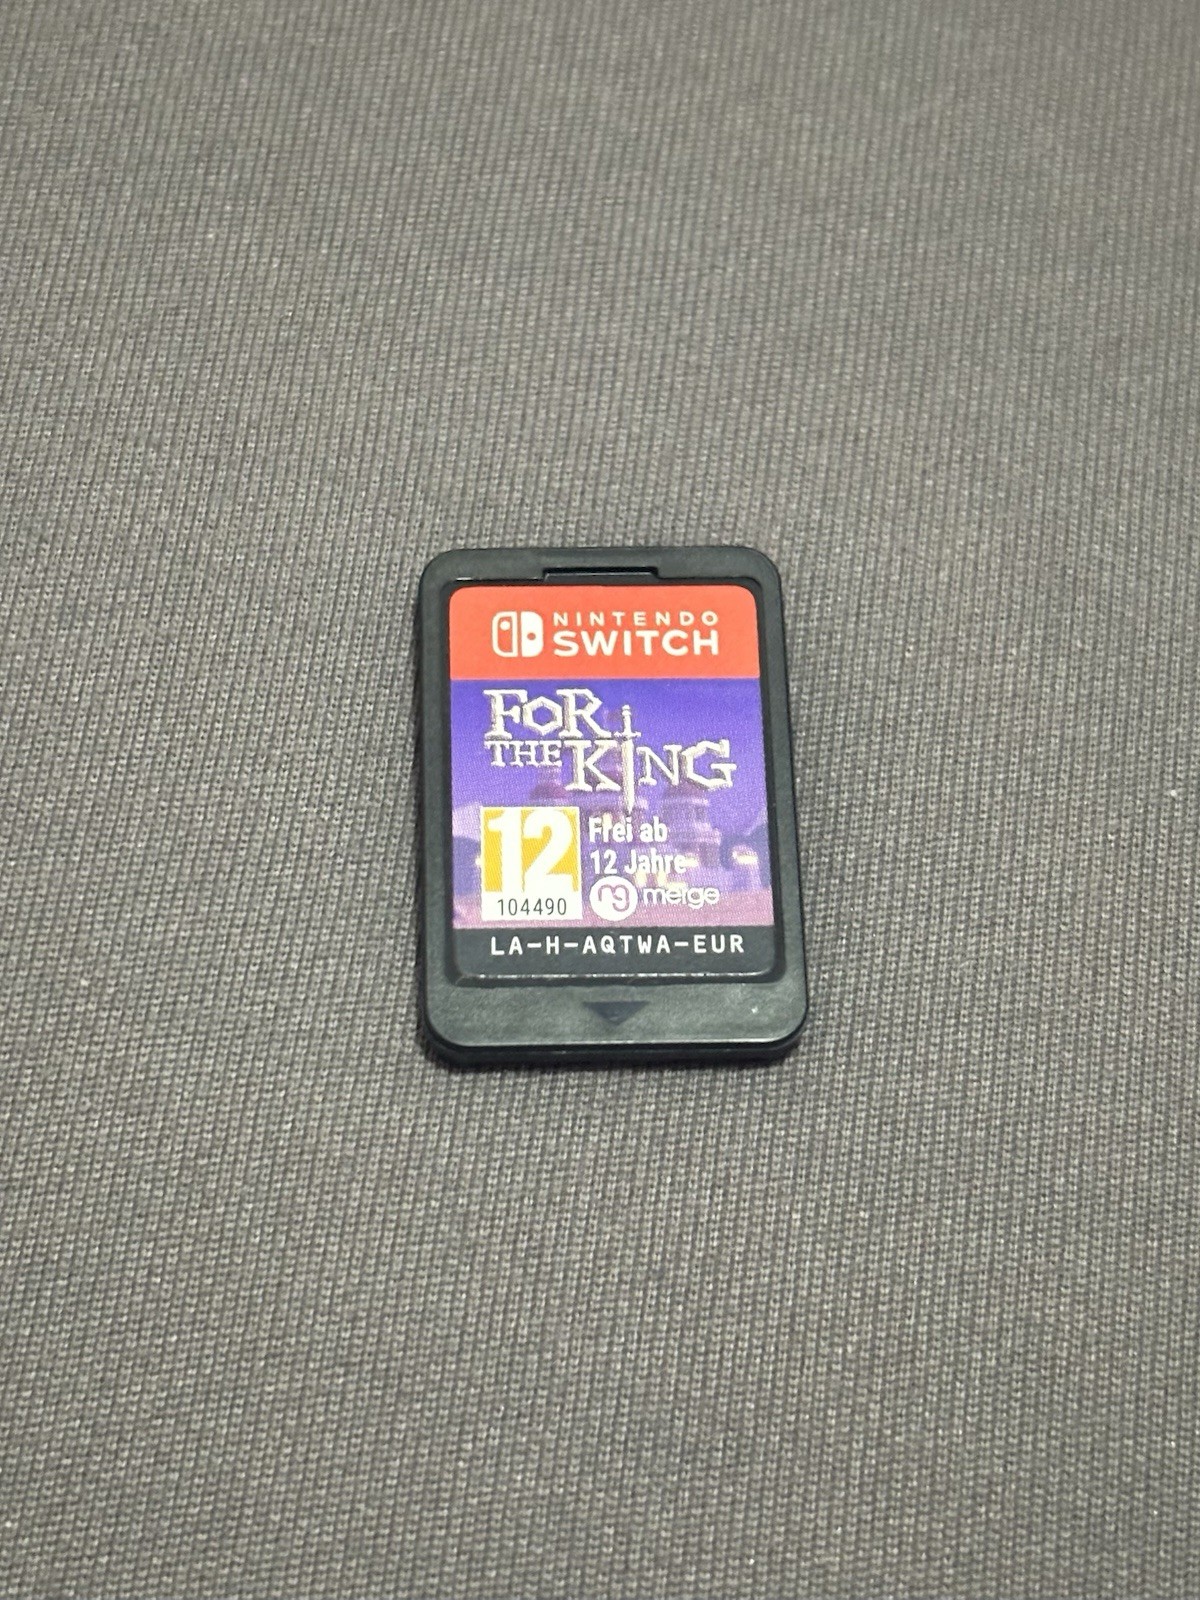 NINTENDO
SWITCH
FOR
THE KING
12
Frei ab
12 Jahre
104490
merge
LA-H-AQTWA-EUR